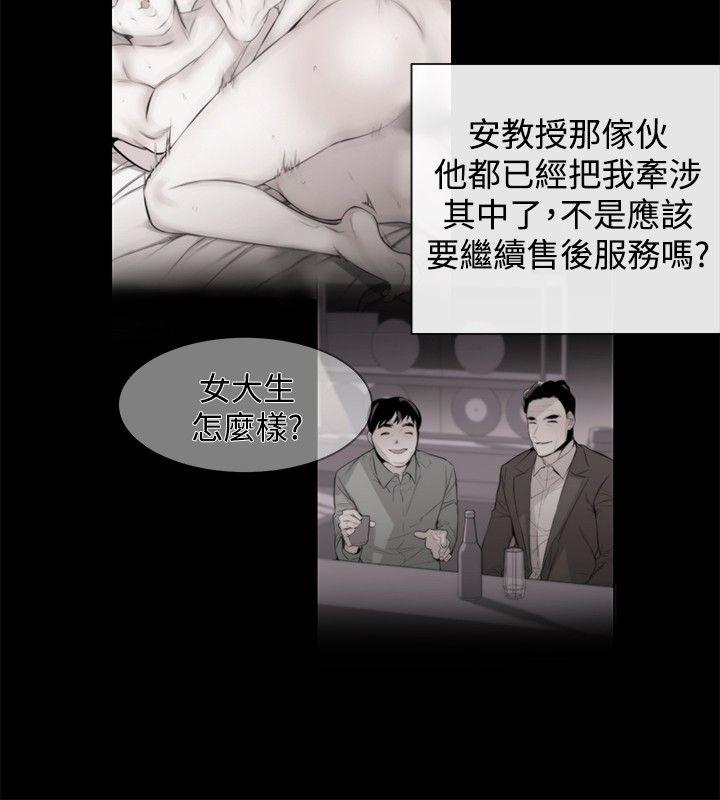 安教授那傢伙
他都已經把我牽涉
其中了,不是應該
要繼續售後服務嗎?
女大生
怎麼樣?